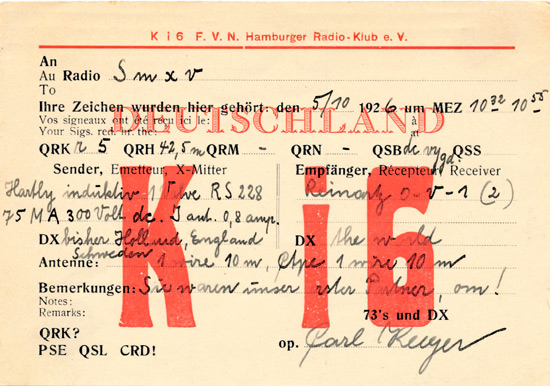 K i 6 F. V. N. Hamburger Radio-Klub e. V.
An
Au Radio Smxv
To
Ihre Zeichen wurden hier gehört: den 5/10 1926 um MEZ 10 32 10 55
Vos signeaux ont été reçu ici le: à
Your Sigs. red. hr. the: at
DEUTSCHLAND
QRK r 5 QRH 42,5 m QRM - QRN - QSB dc vy QSS
Sender, Emetteur, X-Mitter Empfänger, Récepteur, Receiver
Hartly induktiv - RS 228 Reinartz 0-V-1 (2)
75 MA 300 Volt dc. J ant. 0,8 amp.
DX bisher Holland, England DX the world
Schweden
Antenne: 1 wire 10 m, 1 wire 10 m
Bemerkungen: Sie waren unser erster Partner, om!
Notes:
Remarks:
K i6
73's und DX
QRK?
PSE QSL CRD!
op. Carl